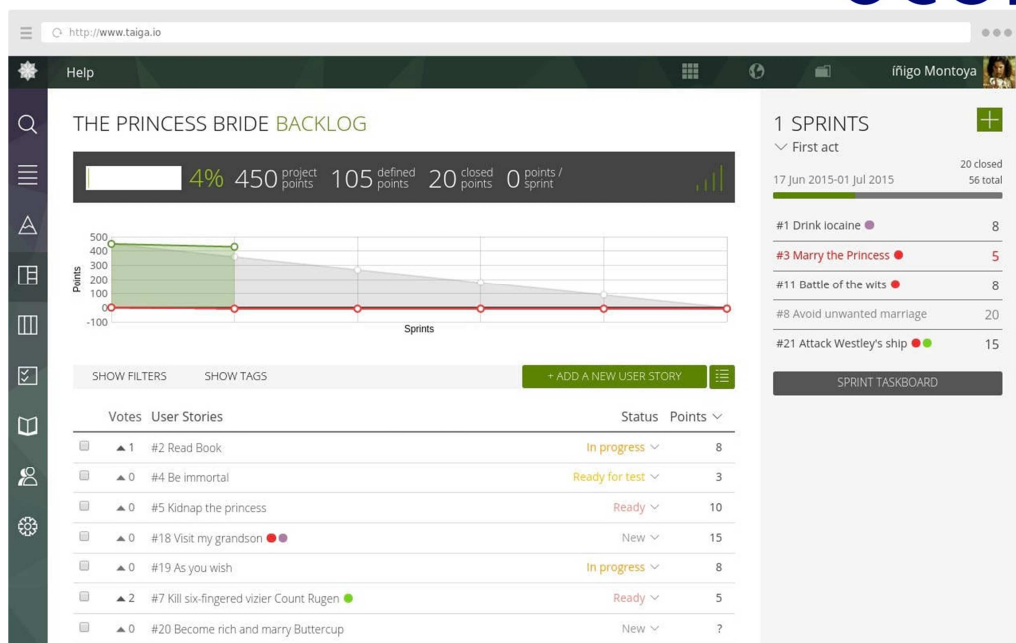 http://www.taiga.io
Help
íñigo Montoya
THE PRINCESS BRIDE BACKLOG
4% 450 project points 105 defined points 20 closed points 0 points / sprint
500
400
300
200
100
0
-100
Points
Sprints
SHOW FILTERS SHOW TAGS + ADD A NEW USER STORY
Votes User Stories Status Points
1 #2 Read Book In progress 8
0 #4 Be immortal Ready for test 3
0 #5 Kidnap the princess Ready 10
0 #18 Visit my grandson New 15
0 #19 As you wish In progress 8
2 #7 Kill six-fingered vizier Count Rugen Ready 5
0 #20 Become rich and marry Buttercup New ?
1 SPRINTS
First act
20 closed
17 Jun 2015-01 Jul 2015 56 total
#1 Drink iocaine 8
#3 Marry the Princess 5
#11 Battle of the wits 8
#8 Avoid unwanted marriage 20
#21 Attack Westley's ship 15
SPRINT TASKBOARD